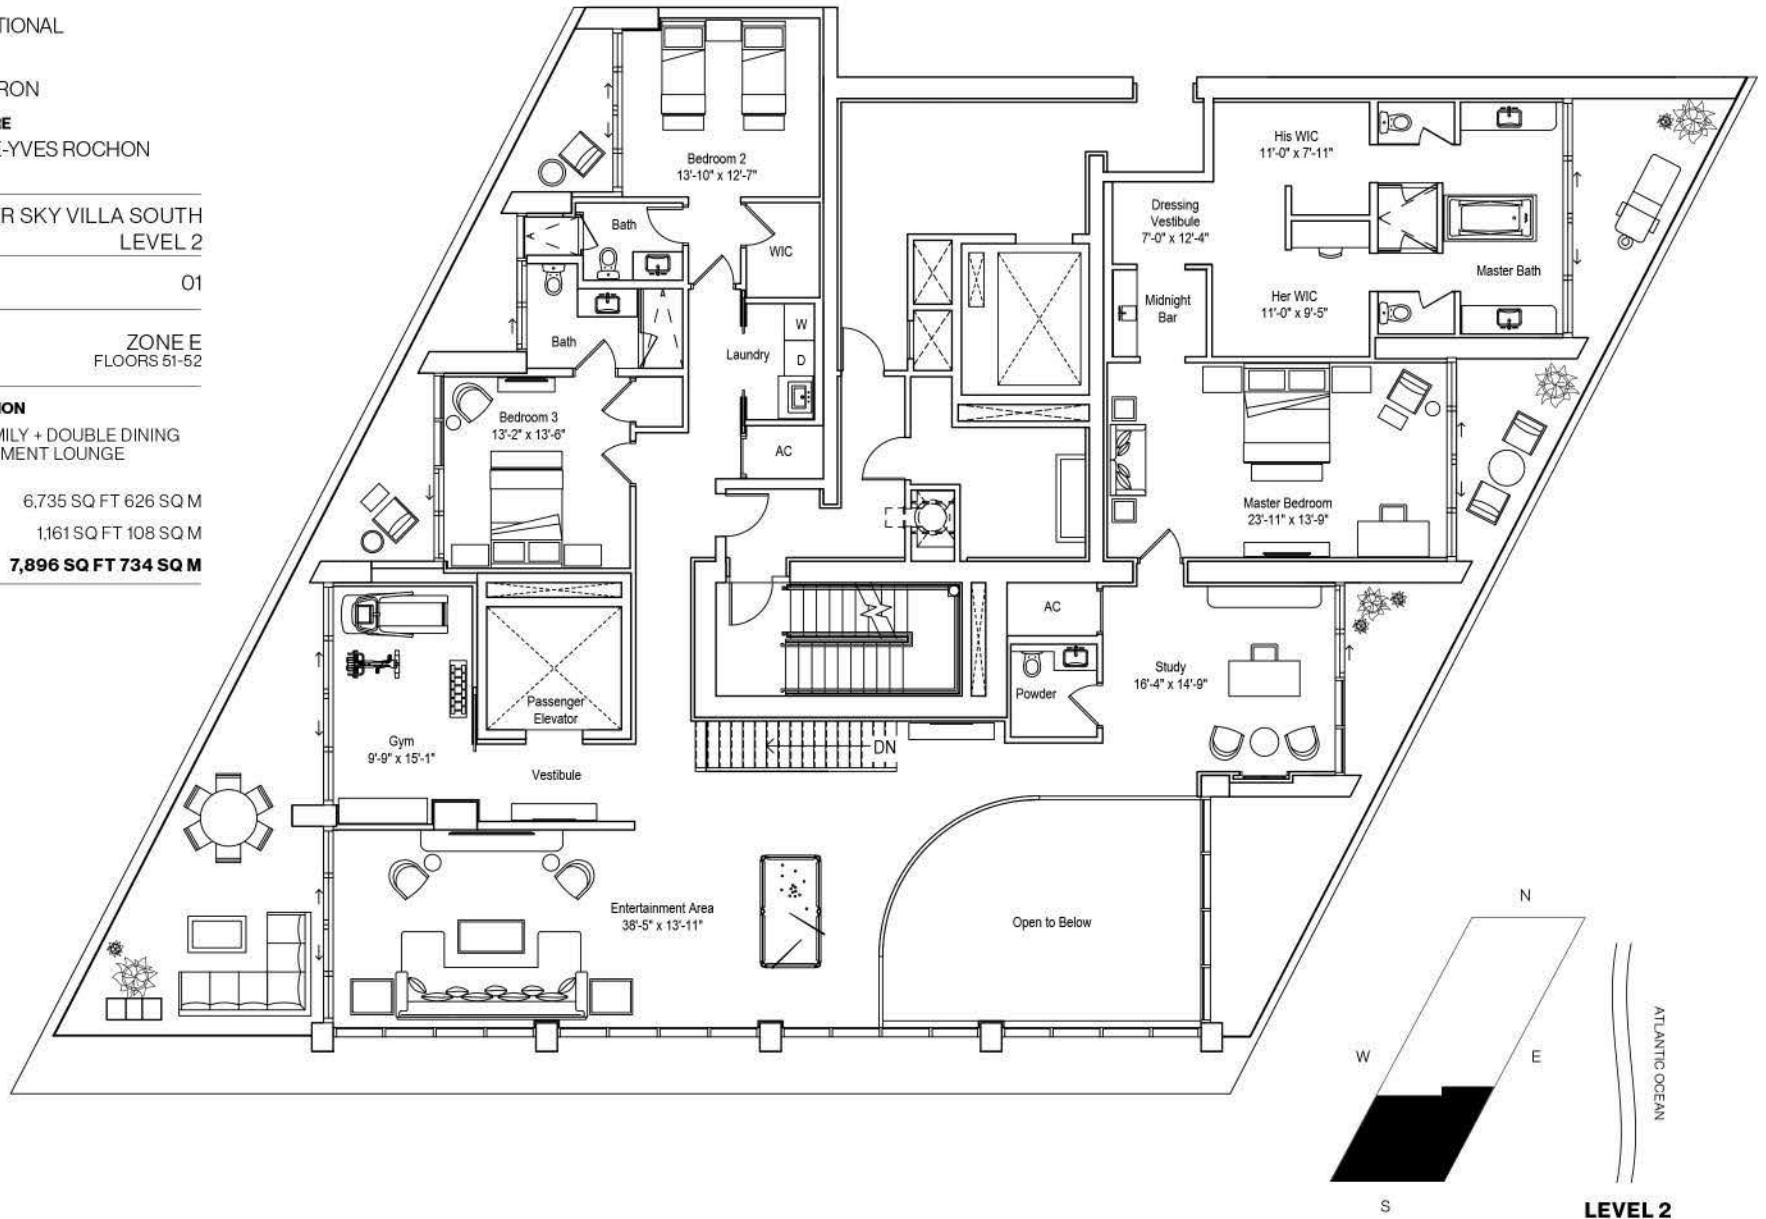 TIONAL
RON
RE
E-YVES ROCHON
R SKY VILLA SOUTH
LEVEL 2
01
ZONE E
FLOORS 51-52
ION
MILY + DOUBLE DINING
MENT LOUNGE
6,735 SQ FT 626 SQ M
1,161 SQ FT 108 SQ M
7,896 SQ FT 734 SQ M
Bedroom 2
13'-10" x 12'-7"
Bath
WIC
Bath
W
D
Laundry
AC
Bedroom 3
13'-2" x 13'-6"
His WIC
11'-0" x 7'-11"
Dressing
Vestibule
7'-0" x 12'-4"
Master Bath
Midnight
Bar
Her WIC
11'-0" x 9'-5"
Master Bedroom
23'-11" x 13'-9"
AC
Powder
Study
16'-4" x 14'-9"
Passenger
Elevator
Gym
9'-9" x 15'-1"
Vestibule
DN
Entertainment Area
38'-5" x 13'-11"
Open to Below
N
W
E
S
ATLANTIC OCEAN
LEVEL 2